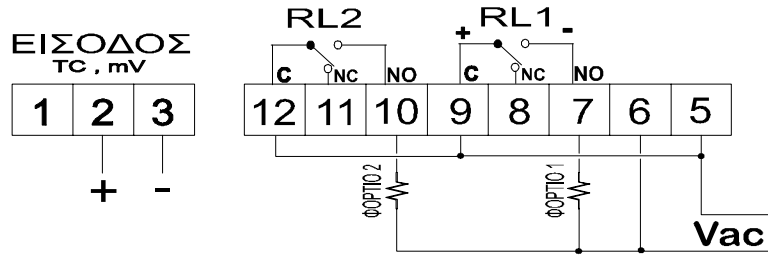 RL2
RL1
ΕΙΣΟΔΟΣ
TC , mV
+ -
C NC NO
C NC NO
1 2 3
12 11 10 9 8 7 6 5
+ -
ΦΟΡΤΙΟ 2
ΦΟΡΤΙΟ 1
Vac